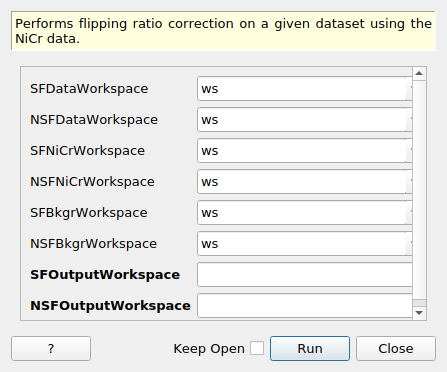 Performs flipping ratio correction on a given dataset using the
NiCr data.
SFDataWorkspace ws
NSFDataWorkspace ws
SFNiCrWorkspace ws
NSFNiCrWorkspace ws
SFBkgrWorkspace ws
NSFBkgrWorkspace ws
SFOutputWorkspace
NSFOutputWorkspace
? Keep Open Run Close